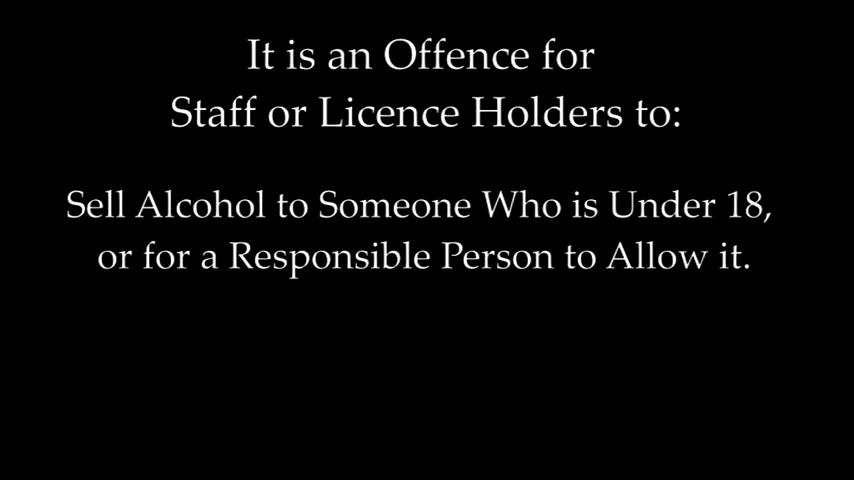 It is an Offence for
Staff or Licence Holders to:
Sell Alcohol to Someone Who is Under 18,
or for a Responsible Person to Allow it.